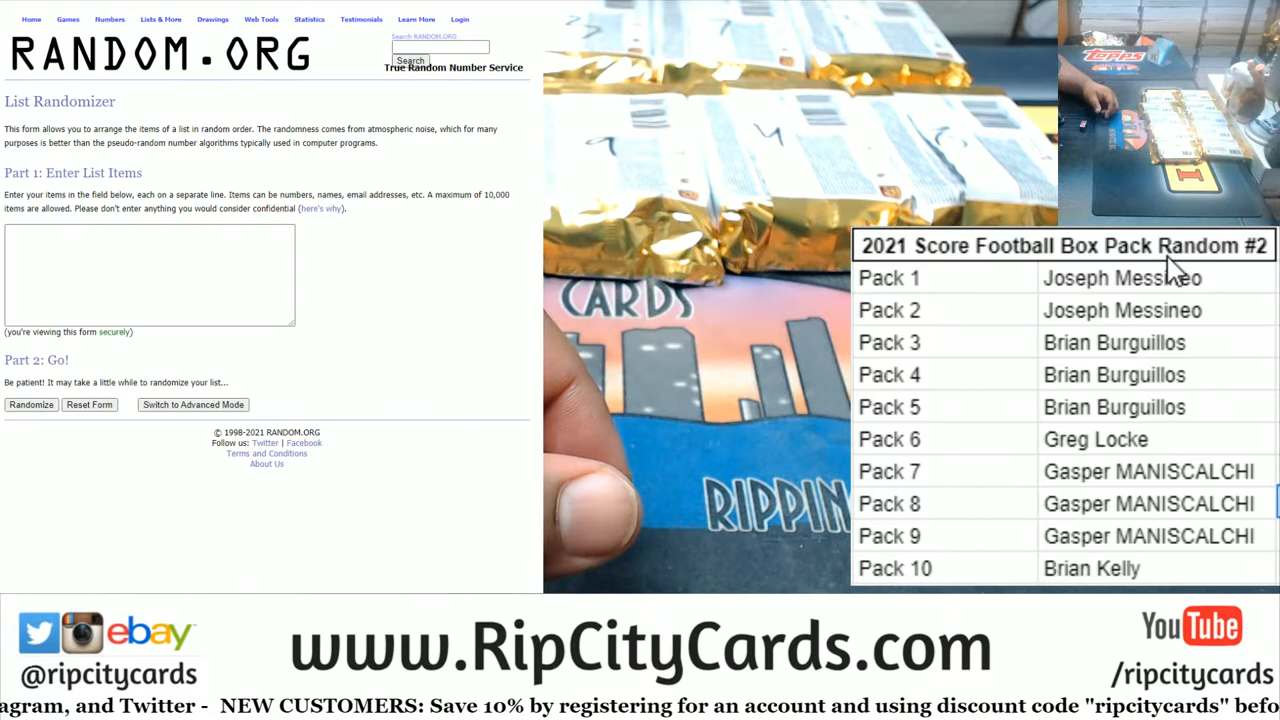 Home Games Numbers Lists & More Drawings Web Tools Statistics Testimonials Learn More Login
RANDOM.ORG
Search RANDOM.ORG
Search
True Random Number Service
List Randomizer
This form allows you to arrange the items of a list in random order. The randomness comes from atmospheric noise, which for many
purposes is better than the pseudo-random number algorithms typically used in computer programs.
Part 1: Enter List Items
Enter your items in the field below, each on a separate line. Items can be numbers, names, email addresses, etc. A maximum of 10,000
items are allowed. Please don't enter anything you would consider confidential (here's why).
(you're viewing this form securely)
Part 2: Go!
Be patient! It may take a little while to randomize your list...
Randomize Reset Form Switch to Advanced Mode
© 1998-2021 RANDOM.ORG
Follow us: Twitter | Facebook
Terms and Conditions
About Us
Topps
CARDS
RIPPIN
2021 Score Football Box Pack Random #2
Pack 1 Joseph Messineo
Pack 2 Joseph Messineo
Pack 3 Brian Burguillos
Pack 4 Brian Burguillos
Pack 5 Brian Burguillos
Pack 6 Greg Locke
Pack 7 Gasper MANISCALCHI
Pack 8 Gasper MANISCALCHI
Pack 9 Gasper MANISCALCHI
Pack 10 Brian Kelly
ebay
@ripcitycards
www.RipCityCards.com
YouTube
/ripcitycards
agram, and Twitter - NEW CUSTOMERS: Save 10% by registering for an account and using discount code "ripcitycards" befo